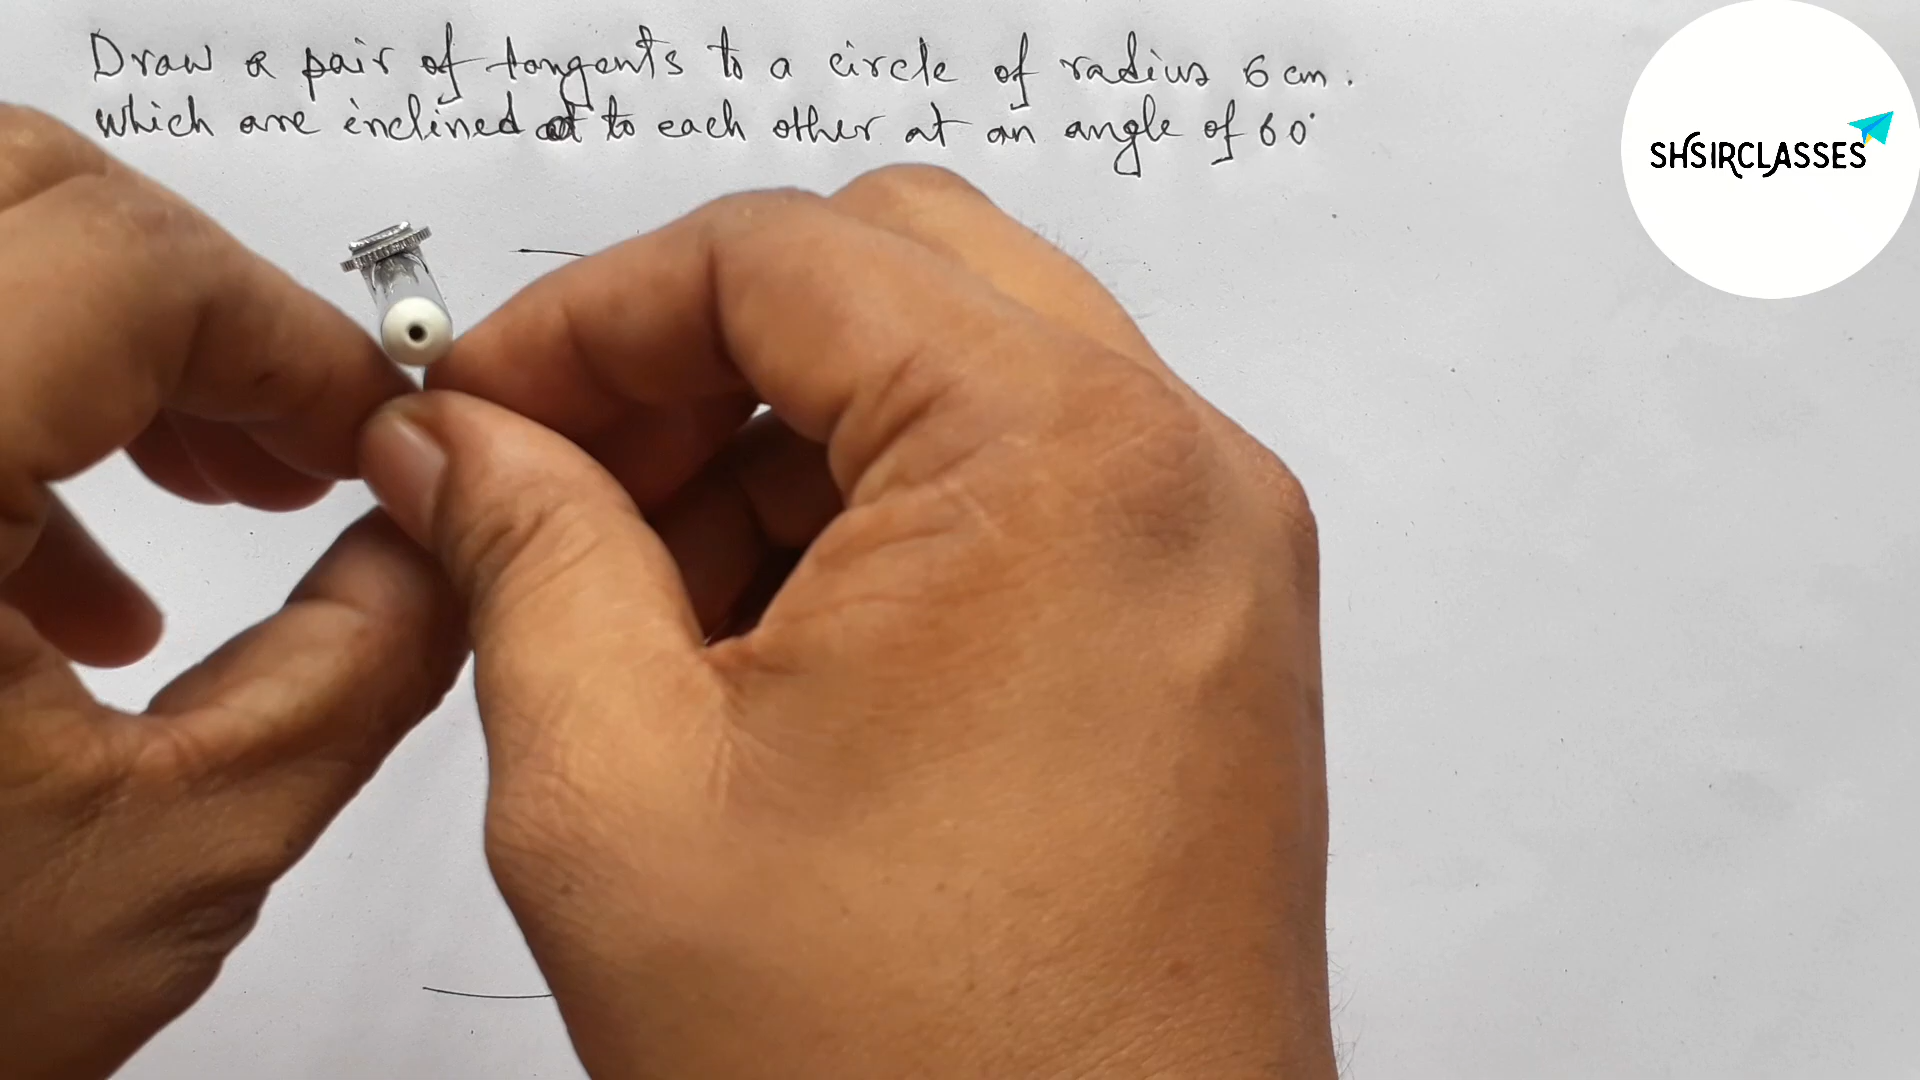 Draw a pair of tangents to a circle of radius 6 cm.
which are inclined to each other at an angle of 60°
SHSIRCLASSES